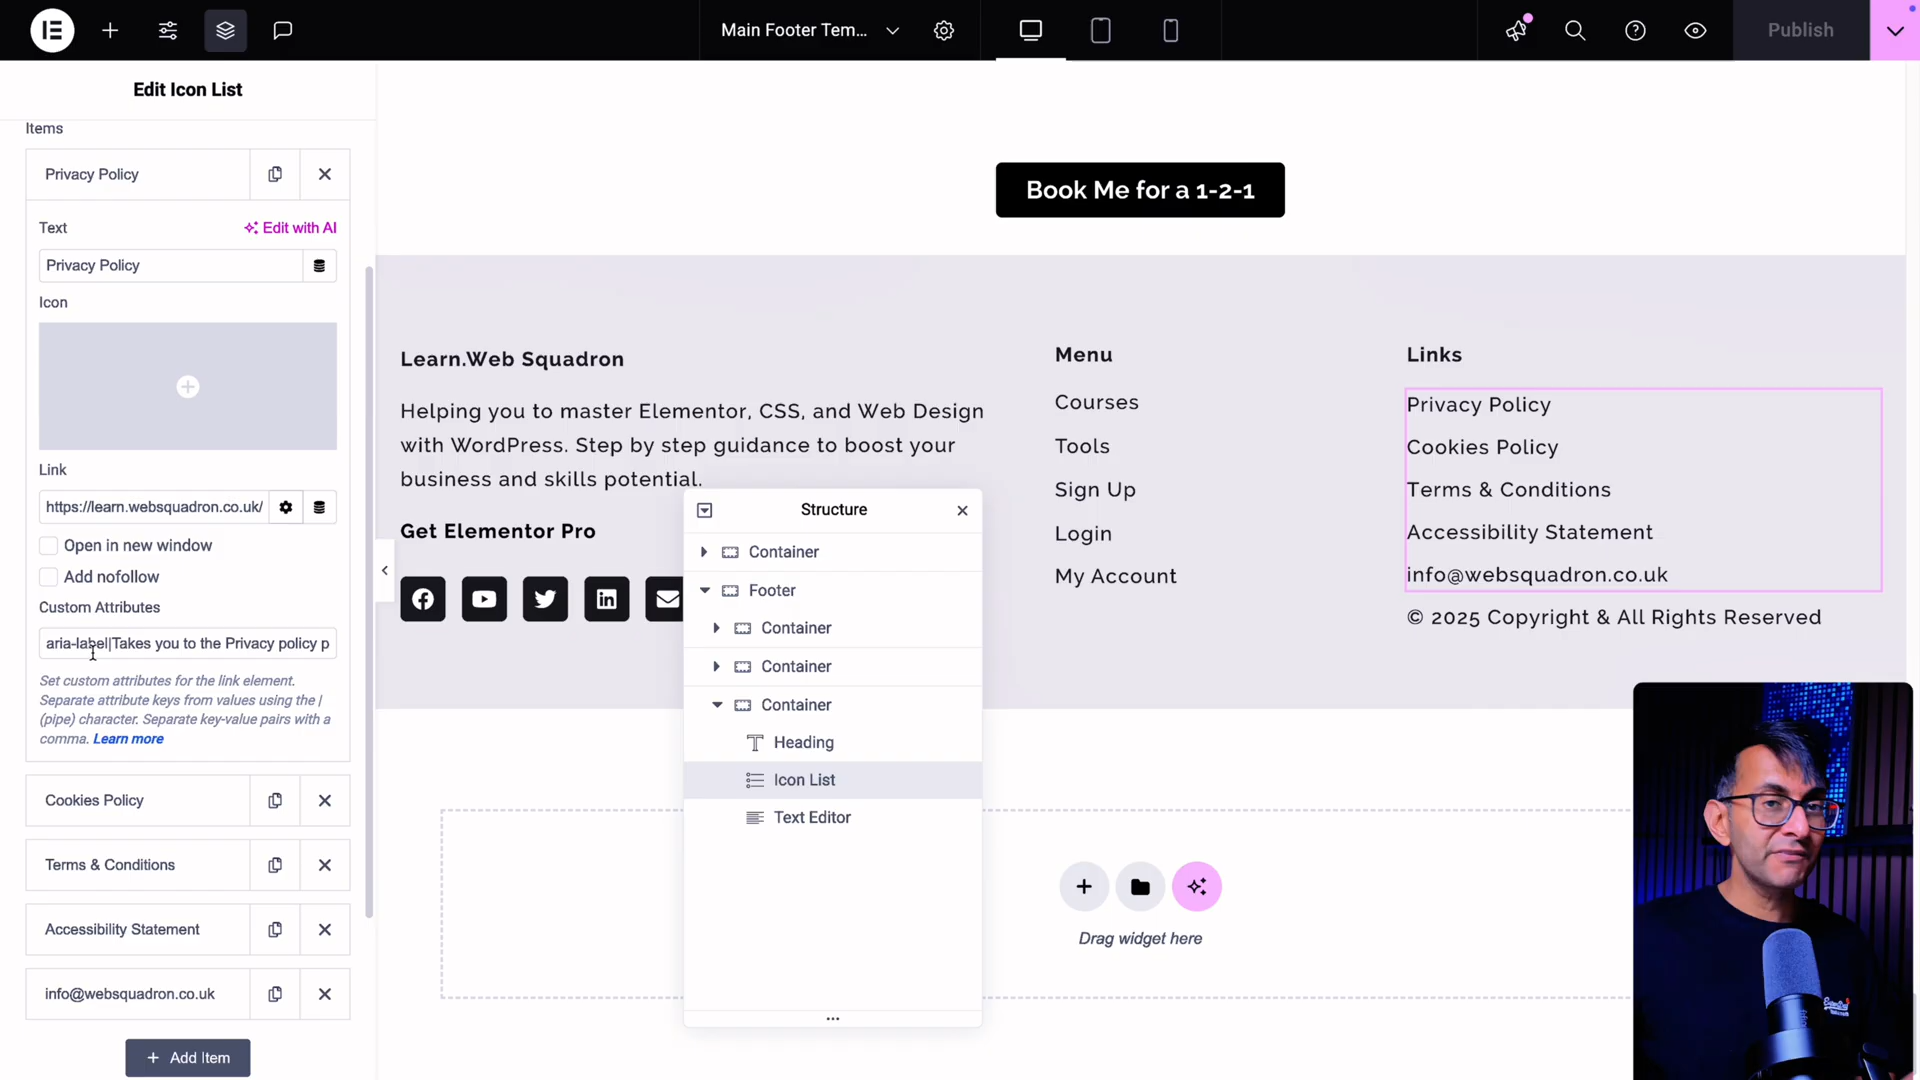 Main Footer Tem...
Publish
Edit Icon List
Items
Privacy Policy
Text
Edit with AI
Privacy Policy
Icon
Link
https://learn.websquadron.co.uk/
Open in new window
Add nofollow
Custom Attributes
aria-label|Takes you to the Privacy policy p
Set custom attributes for the link element.
Separate attribute keys from values using the |
(pipe) character. Separate key-value pairs with a
comma. Learn more
Cookies Policy
Terms & Conditions
Accessibility Statement
info@websquadron.co.uk
+ Add Item
Book Me for a 1-2-1
Learn.Web Squadron
Helping you to master Elementor, CSS, and Web Design
with WordPress. Step by step guidance to boost your
business and skills potential.
Get Elementor Pro
Menu
Courses
Tools
Sign Up
Login
My Account
Links
Privacy Policy
Cookies Policy
Terms & Conditions
Accessibility Statement
info@websquadron.co.uk
© 2025 Copyright & All Rights Reserved
Structure
Container
Footer
Container
Container
Container
Heading
Icon List
Text Editor
Drag widget here